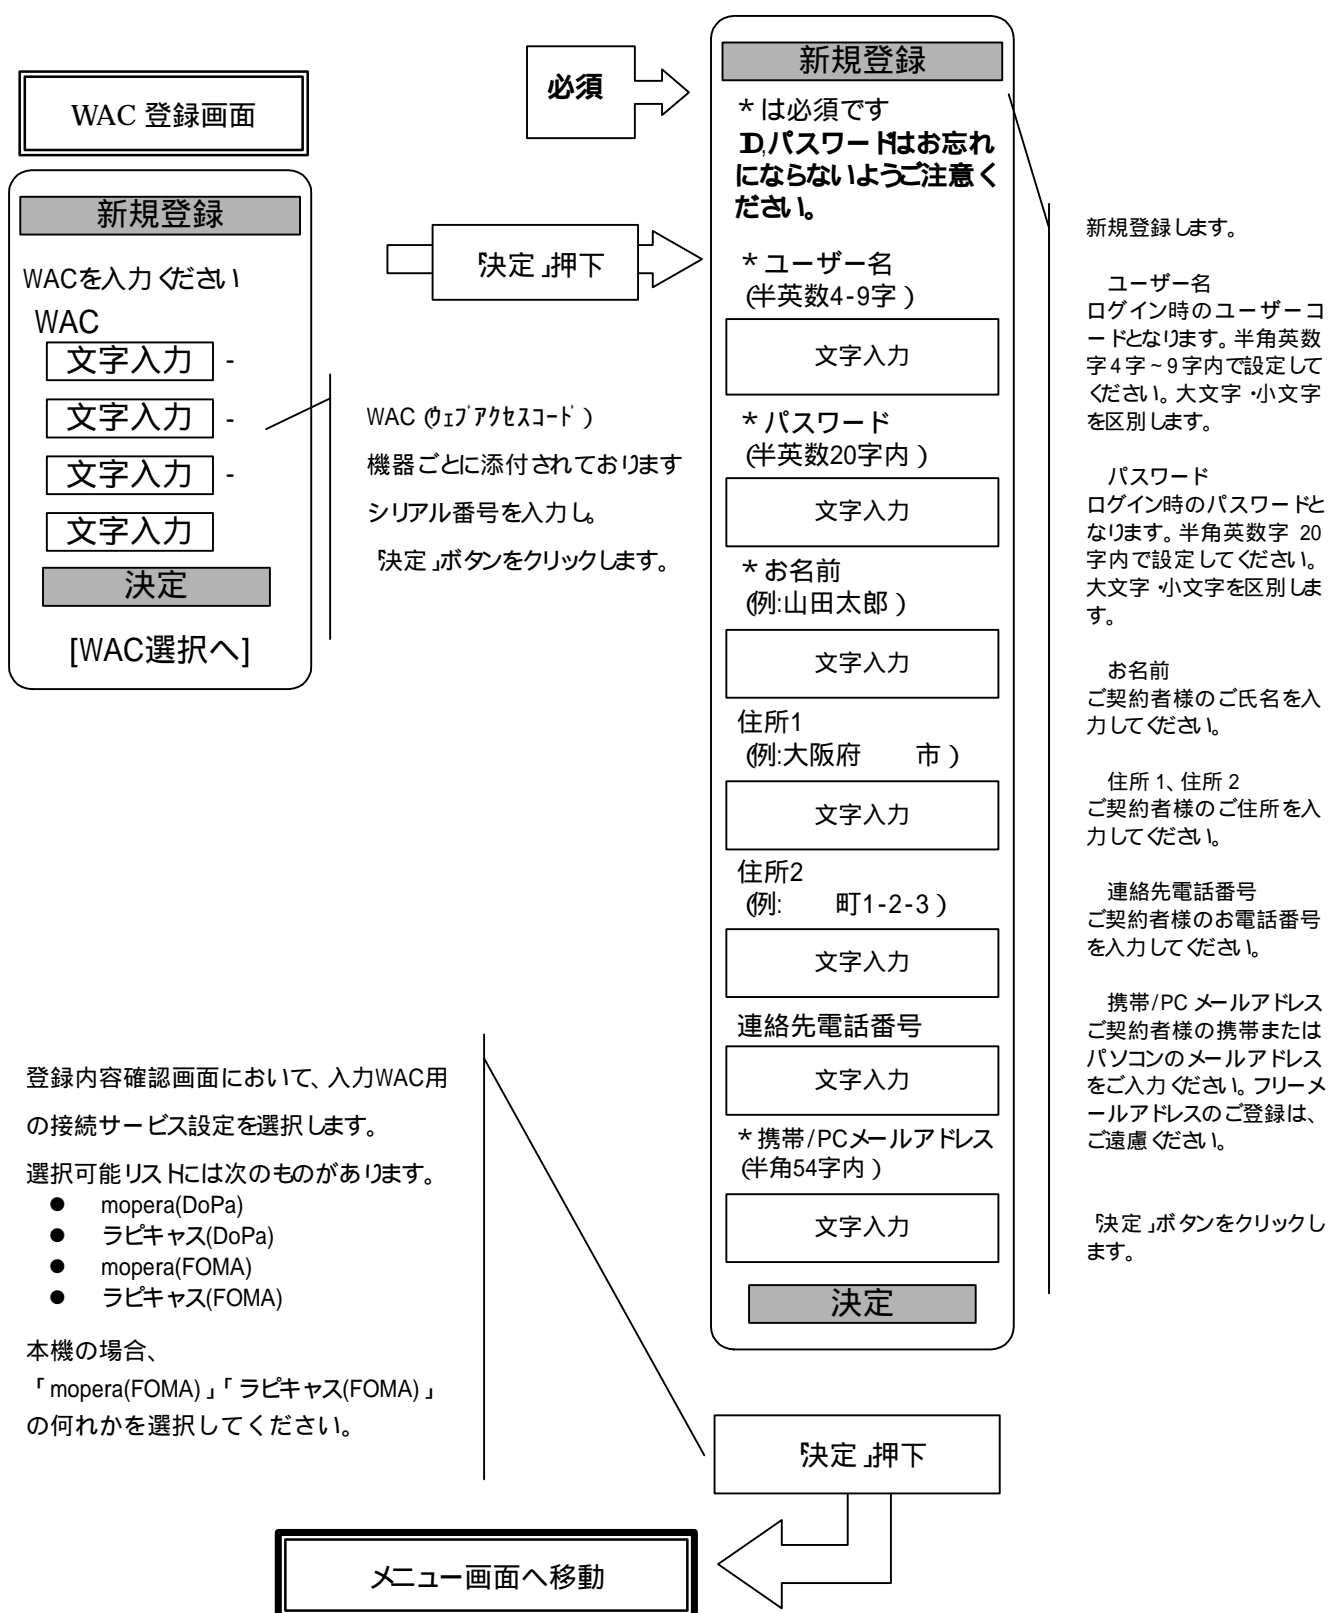 WAC 登録画面
新規登録
WACを入力ください
WAC
文字入力 -
文字入力 -
文字入力 -
文字入力
決定
[WAC選択へ]
WAC (ｳｪﾌﾞｱｸｾｽｺｰﾄﾞ)
機器ごとに添付されております
シリアル番号を入力し。
「決定」ボタンをクリックします。
必須
「決定」押下
新規登録
*は必須です
ID,パスワードはお忘れ
にならないようご注意く
ださい。
*ユーザー名
(半英数4-9字)
文字入力
*パスワード
(半英数20字内)
文字入力
*お名前
(例:山田太郎)
文字入力
住所1
(例:大阪府　　市)
文字入力
住所2
(例:　　町1-2-3)
文字入力
連絡先電話番号
文字入力
*携帯/PCメールアドレス
(半角54字内)
文字入力
決定
新規登録します。
ユーザー名
ログイン時のユーザーコ
ードとなります。半角英数
字4字~9字内で設定して
ください。大文字・小文字
を区別します。
パスワード
ログイン時のパスワードと
なります。半角英数字 20
字内で設定してください。
大文字・小文字を区別しま
す。
お名前
ご契約者様のご氏名を入
力してください。
住所 1、住所 2
ご契約者様のご住所を入
力してください。
連絡先電話番号
ご契約者様のお電話番号
を入力してください。
携帯/PC メールアドレス
ご契約者様の携帯または
パソコンのメールアドレス
をご入力ください。フリーメ
ールアドレスのご登録は、
ご遠慮ください。
「決定」ボタンをクリックし
ます。
登録内容確認画面において、入力WAC用
の接続サービス設定を選択します。
選択可能リストには次のものがあります。
● mopera(DoPa)
● ラピキャス(DoPa)
● mopera(FOMA)
● ラピキャス(FOMA)
本機の場合、
「mopera(FOMA)」「ラピキャス(FOMA)」
の何れかを選択してください。
「決定」押下
メニュー画面へ移動